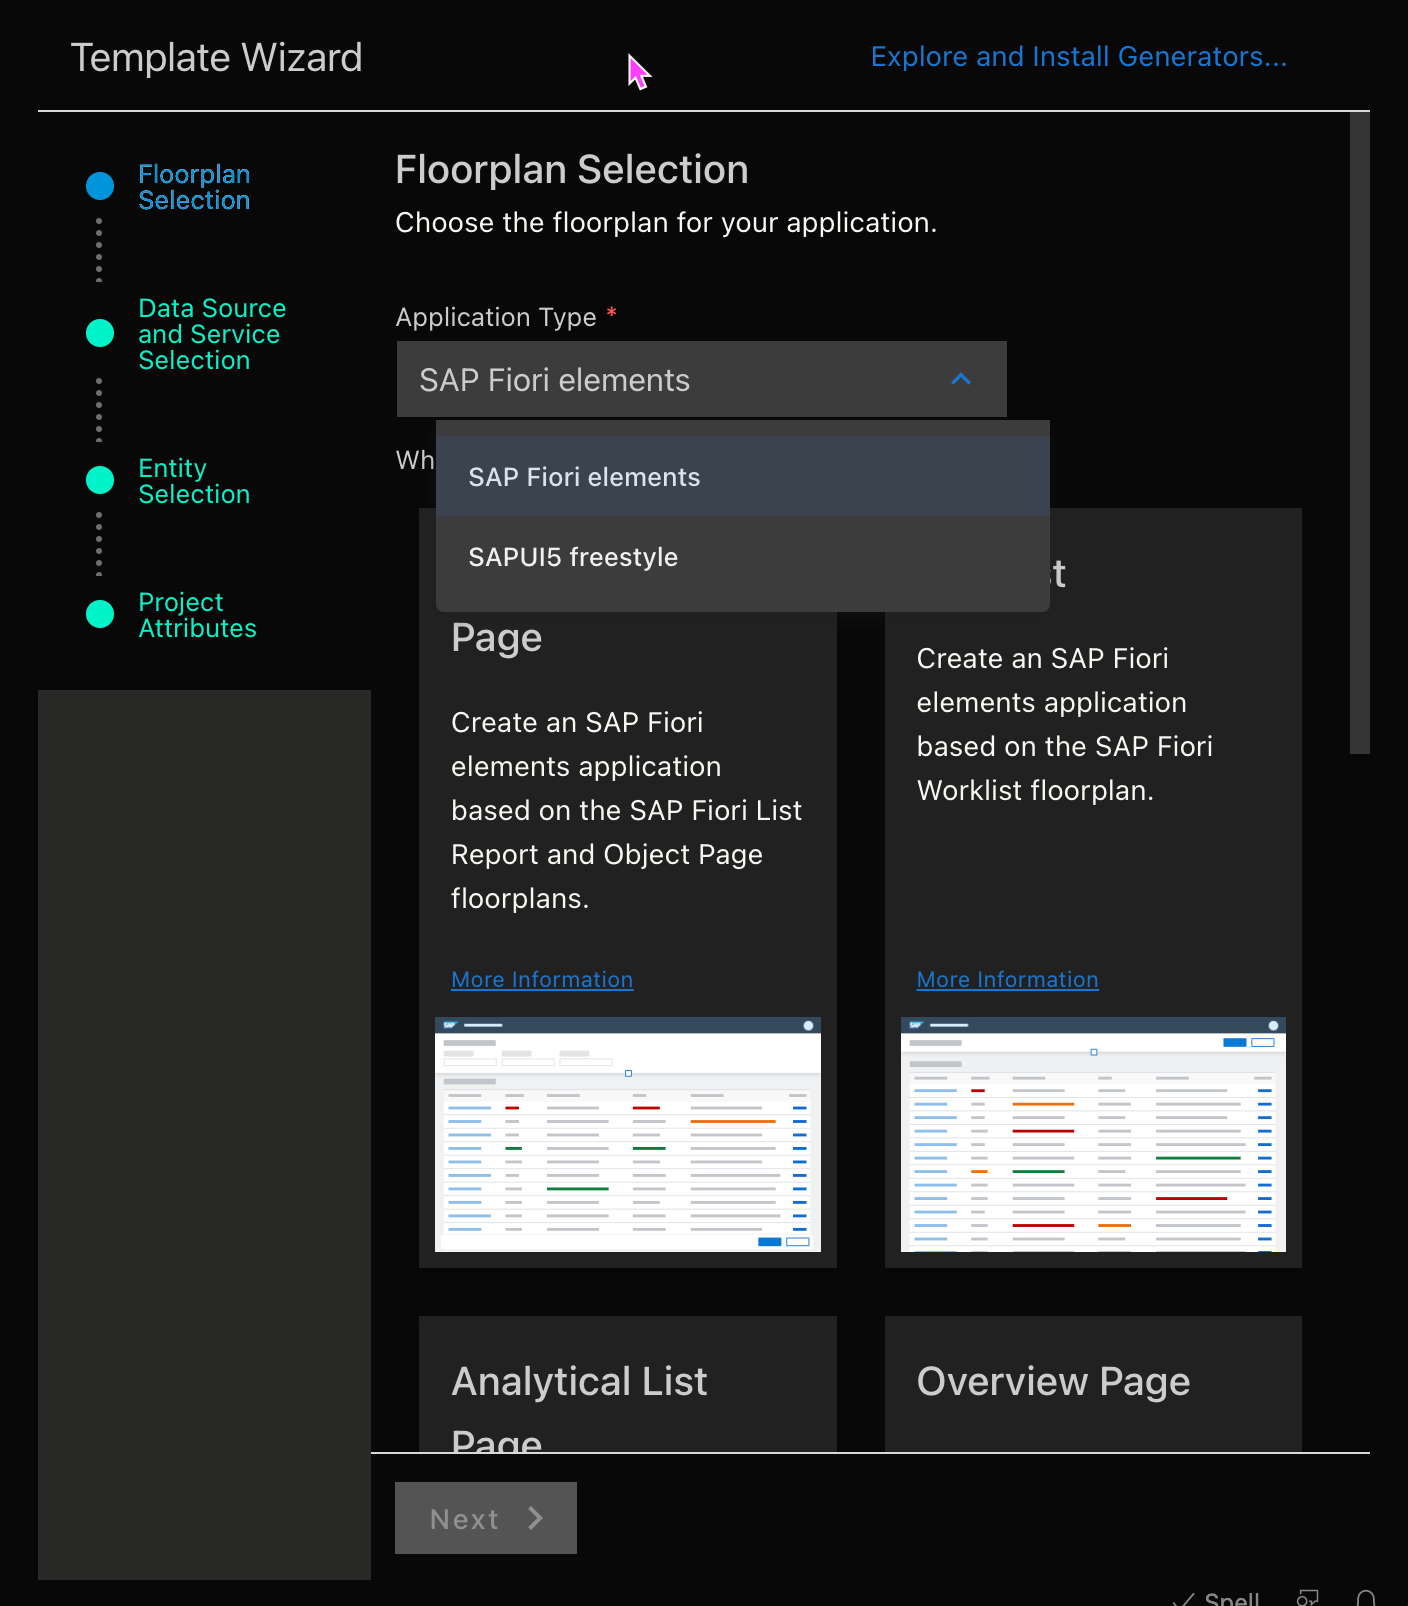 Template Wizard
Explore and Install Generators...
Floorplan
Selection
Data Source
and Service
Selection
Entity
Selection
Project
Attributes
Floorplan Selection
Choose the floorplan for your application.
Application Type *
SAP Fiori elements
Wh
SAP Fiori elements
SAPUI5 freestyle
Page
Create an SAP Fiori
elements application
based on the SAP Fiori List
Report and Object Page
floorplans.
More Information
st
Create an SAP Fiori
elements application
based on the SAP Fiori
Worklist floorplan.
More Information
SAP
SAP
Analytical List
Page
Overview Page
Next
Spell